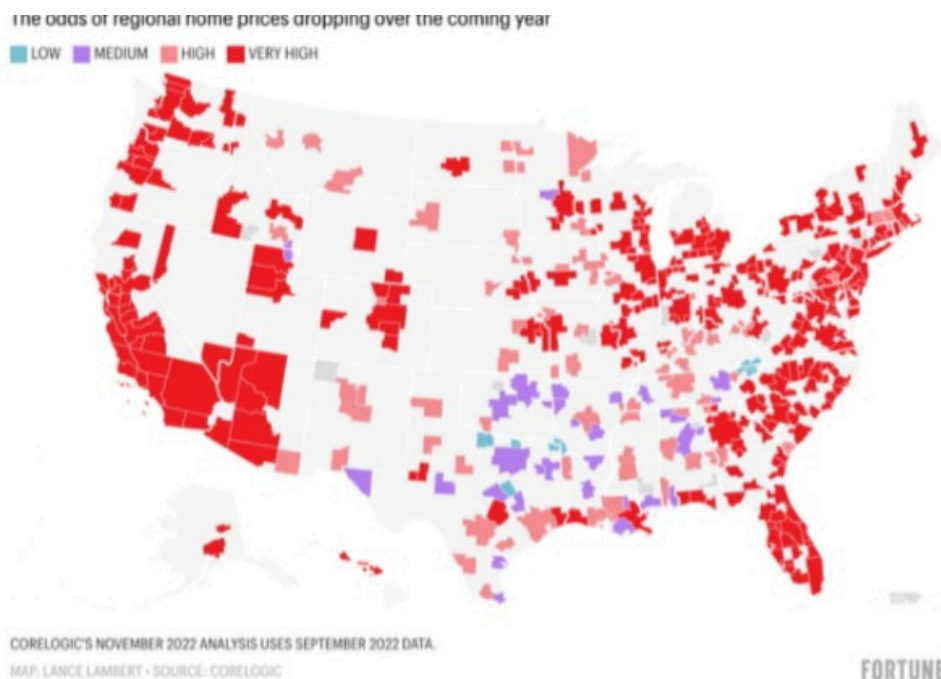 The odds of regional home prices dropping over the coming year
LOW MEDIUM HIGH VERY HIGH
CORELOGIC'S NOVEMBER 2022 ANALYSIS USES SEPTEMBER 2022 DATA.
MAP: LANCE LAMBERT • SOURCE: CORELOGIC
FORTUNE